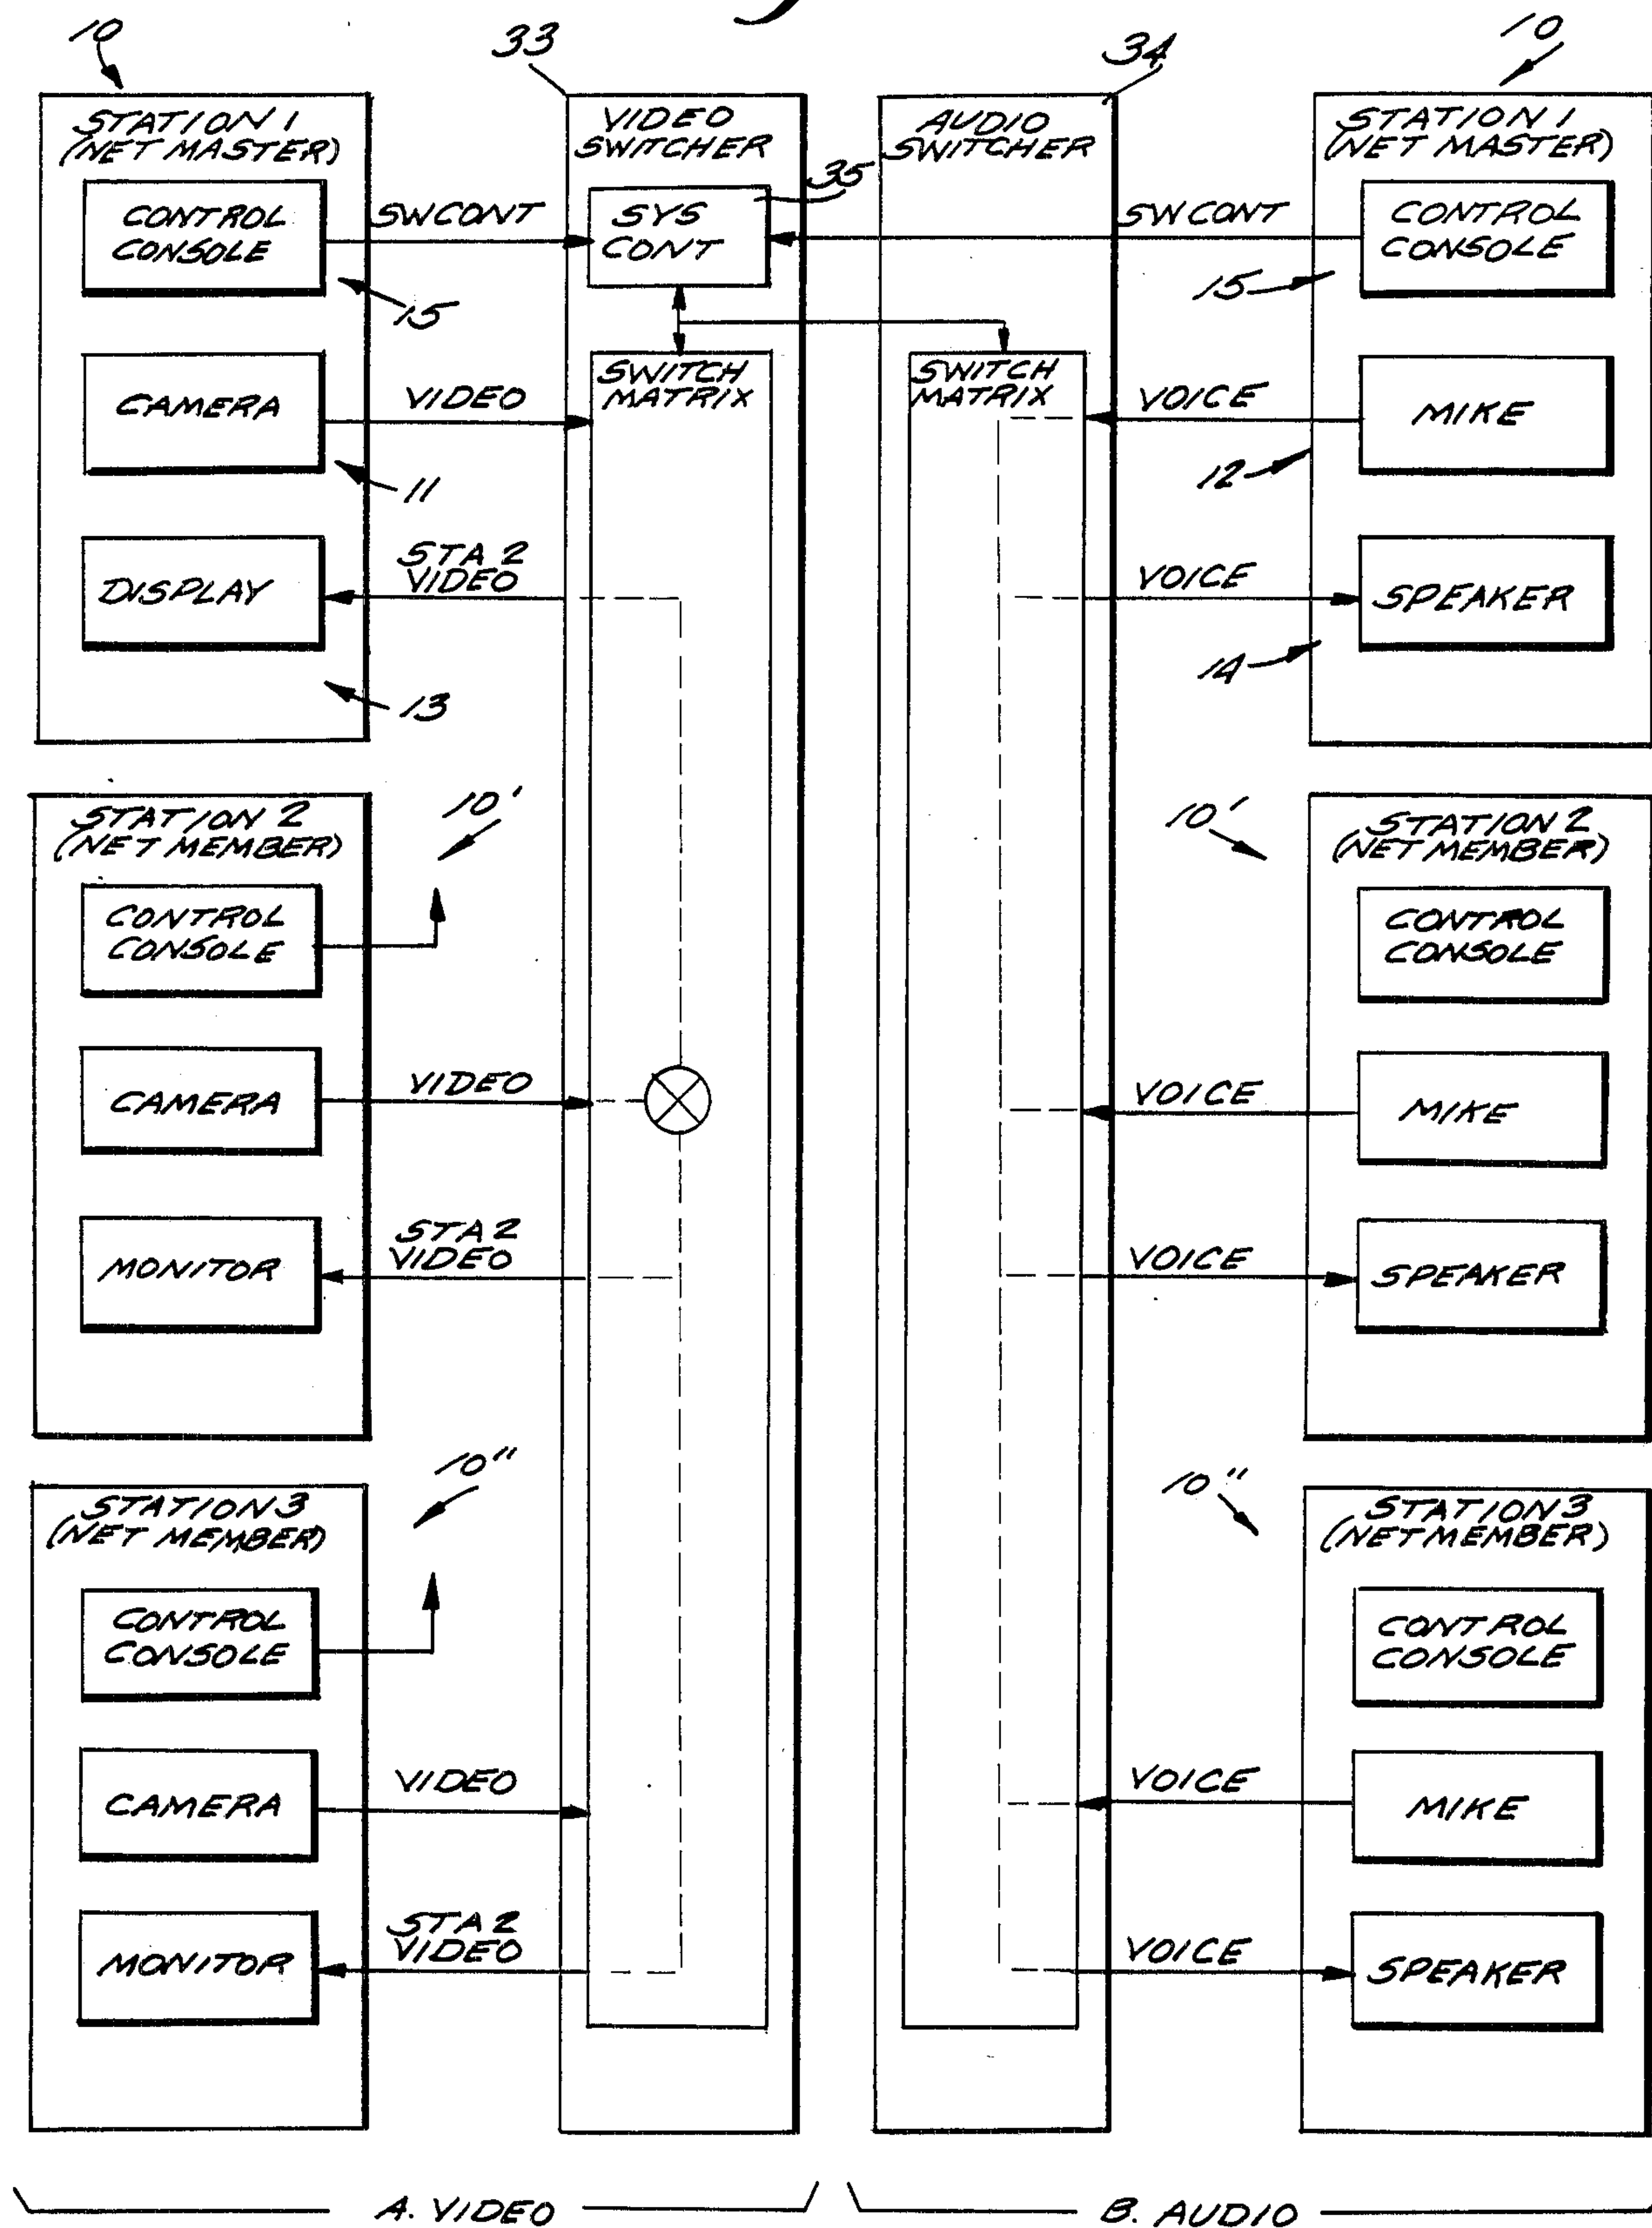 10
33
34
10
STATION 1
(NET MASTER)
CONTROL
CONSOLE
15
CAMERA
11
DISPLAY
13
SWCONT
VIDEO
STA 2
VIDEO
VIDEO
SWITCHER
35
SYS
CONT
SWITCH
MATRIX
AUDIO
SWITCHER
SWITCH
MATRIX
SWCONT
15
VOICE
12
VOICE
14
STATION 1
(NET MASTER)
CONTROL
CONSOLE
MIKE
SPEAKER
STATION 2
(NET MEMBER)
10'
CONTROL
CONSOLE
CAMERA
VIDEO
MONITOR
STA 2
VIDEO
10'
STATION 2
(NET MEMBER)
CONTROL
CONSOLE
VOICE
MIKE
VOICE
SPEAKER
STATION 3
(NET MEMBER)
10"
CONTROL
CONSOLE
CAMERA
VIDEO
MONITOR
STA 2
VIDEO
10"
STATION 3
(NET MEMBER)
CONTROL
CONSOLE
VOICE
MIKE
VOICE
SPEAKER
A. VIDEO
B. AUDIO